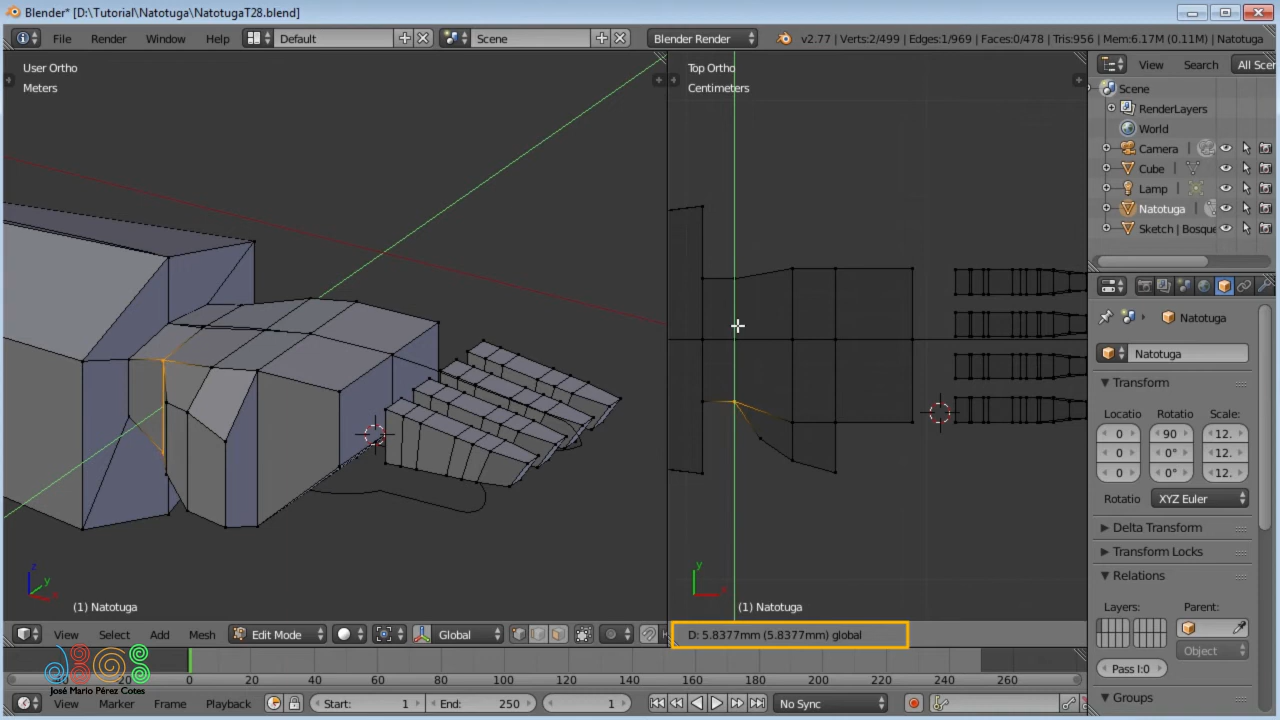 Blender* [D:\Tutorial\Natotuga\NatotugaT28.blend]
File Render Window Help Default Scene Blender Render v2.77 | Verts:2/499 | Edges:1/969 | Faces:0/478 | Tris:956 | Mem:6.17M (0.11M) | Natotuga
User Ortho
Meters
Top Ortho
Centimeters
View Search All Scen
Scene
RenderLayers
World
Camera
Cube
Lamp
Natotuga
Sketch | Bosque
Natotuga
Natotuga
Transform
Locatio Rotatio Scale:
0 90 12.
0 0° 12.
0 0° 12.
Rotatio XYZ Euler
Delta Transform
Transform Locks
Relations
Layers: Parent:
Object
Pass I:0
Groups
z
y
x
(1) Natotuga
y
x
(1) Natotuga
View Select Add Mesh Edit Mode Global
D: 5.8377mm (5.8377mm) global
0 20 40 60 80 100 120 140 160 180 200 220 240 260
José Mario Pérez Cotes
View Marker Frame Playback Start: 1 End: 250 1 No Sync